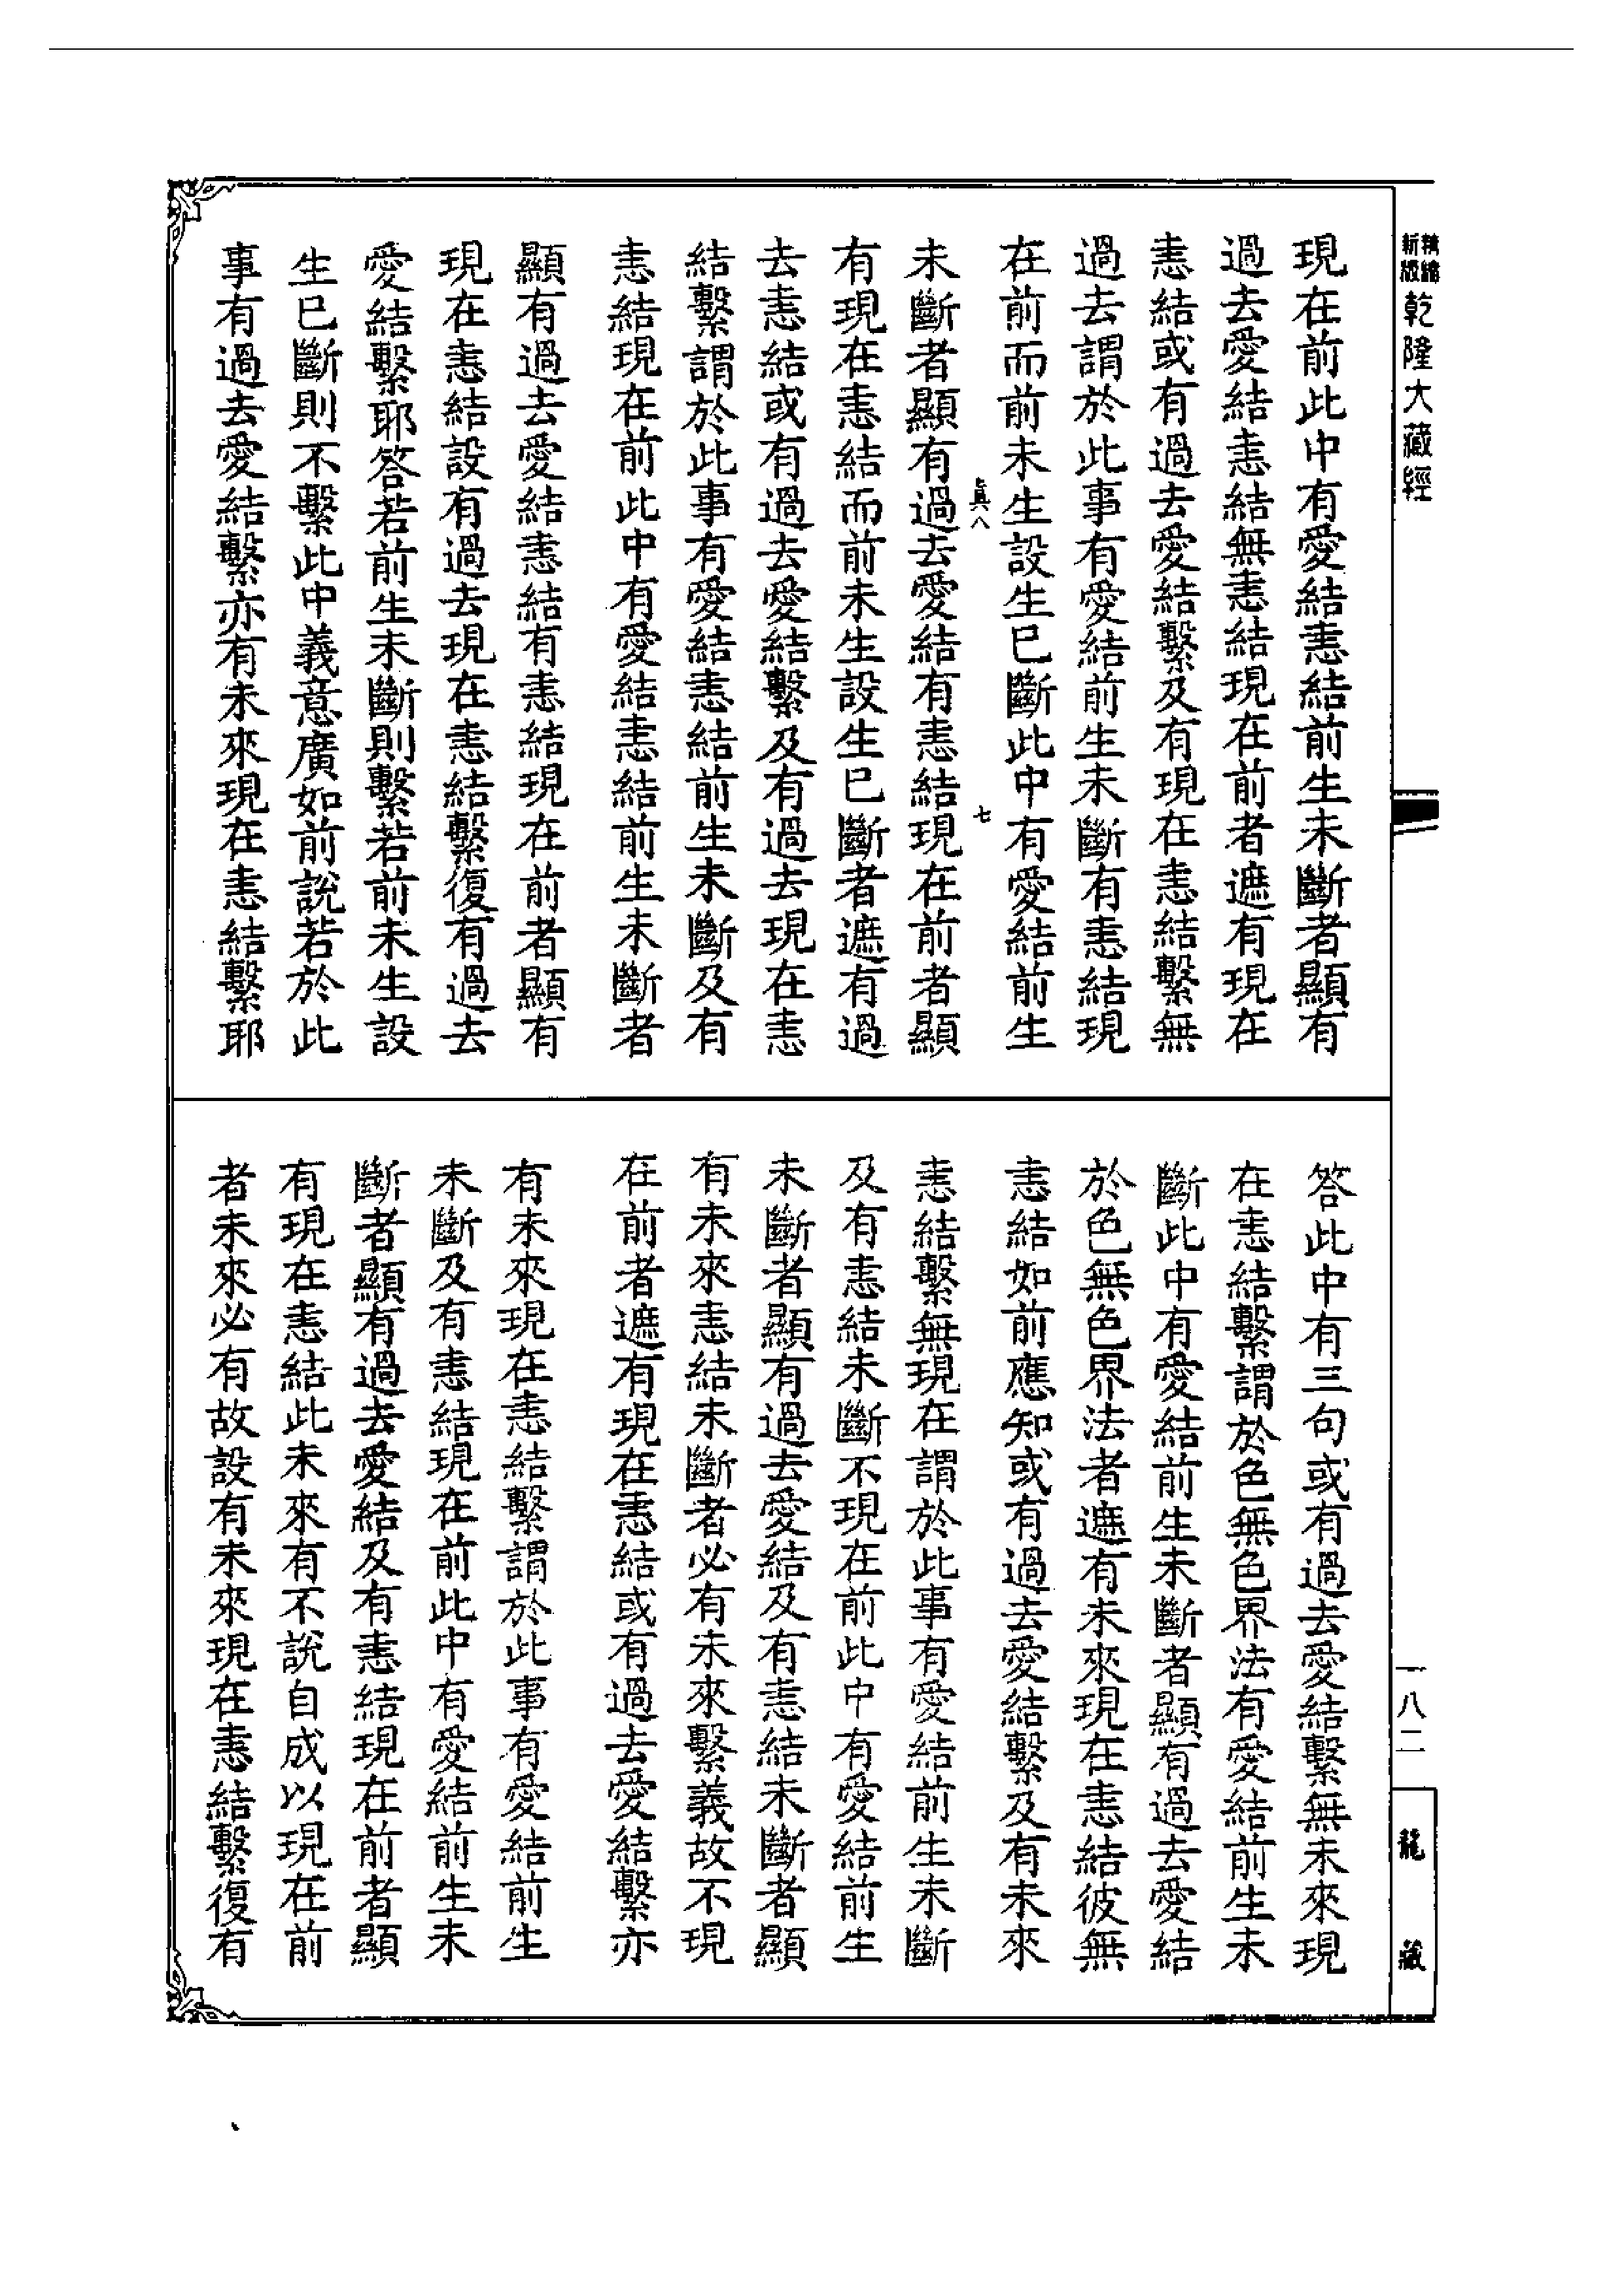 精縮
新版
乾隆大藏經
現在前此中有愛結恚結前生未斷者顯有
過去愛結恚結無恚結現在前者遮有現在
恚結或有過去愛結繫及有現在恚結繫無
過去謂於此事有愛結前生未斷有恚結現
在前而前未生設生已斷此中有愛結前生
未斷者顯有過去愛結有恚結現在前者顯
有現在恚結而前未生設生已斷者遮有過
去恚結或有過去愛結繫及有過去現在恚
結繫謂於此事有愛結恚結前生未斷及有
恚結現在前此中有愛結恚結前生未斷者
顯有過去愛結恚結有恚結現在前者顯有
現在恚結設有過去現在恚結繫復有過去
愛結繫耶答若前生未斷則繫若前未生設
生已斷則不繫此中義意廣如前說若於此
事有過去愛結繫亦有未來現在恚結繫耶
答此中有三句或有過去愛結繫無未來現
在恚結繫謂於色無色界法有愛結前生未
斷此中有愛結前生未斷者顯有過去愛結
於色無色界法者遮有未來現在恚結彼無
恚結如前應知或有過去愛結繫及有未來
恚結繫無現在謂於此事有愛結前生未斷
及有恚結未斷不現在前此中有愛結前生
未斷者顯有過去愛結及有恚結未斷者顯
有未來恚結未斷者必有未來繫義故不現
在前者遮有現在恚結或有過去愛結繫亦
有未來現在恚結繫謂於此事有愛結前生
未斷及有恚結現在前此中有愛結前生未
斷者顯有過去愛結及有恚結現在前者顯
有現在恚結此未來有不說自成以現在前
者未來必有故設有未來現在恚結繫復有
七
一八二
龍藏